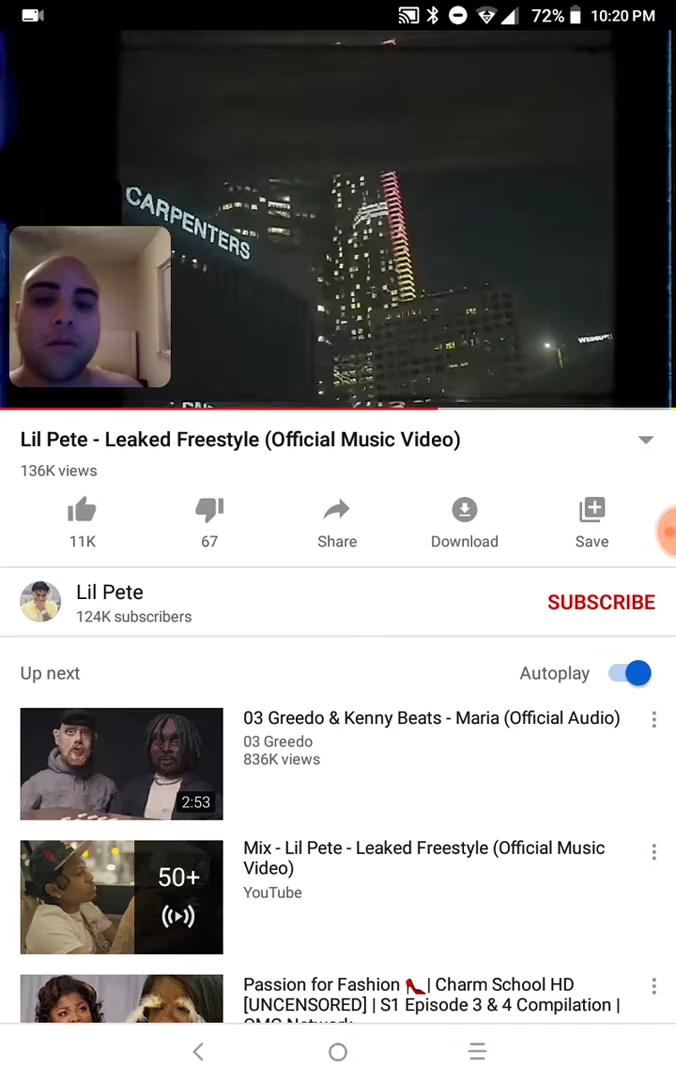 72% 10:20 PM
CARPENTERS
Lil Pete - Leaked Freestyle (Official Music Video)
136K views
11K 67 Share Download Save
Lil Pete
124K subscribers
SUBSCRIBE
Up next Autoplay
03 Greedo & Kenny Beats - Maria (Official Audio)
03 Greedo
836K views
2:53
Mix - Lil Pete - Leaked Freestyle (Official Music
Video)
YouTube
50+
Passion for Fashion 👠| Charm School HD
[UNCENSORED] | S1 Episode 3 & 4 Compilation |